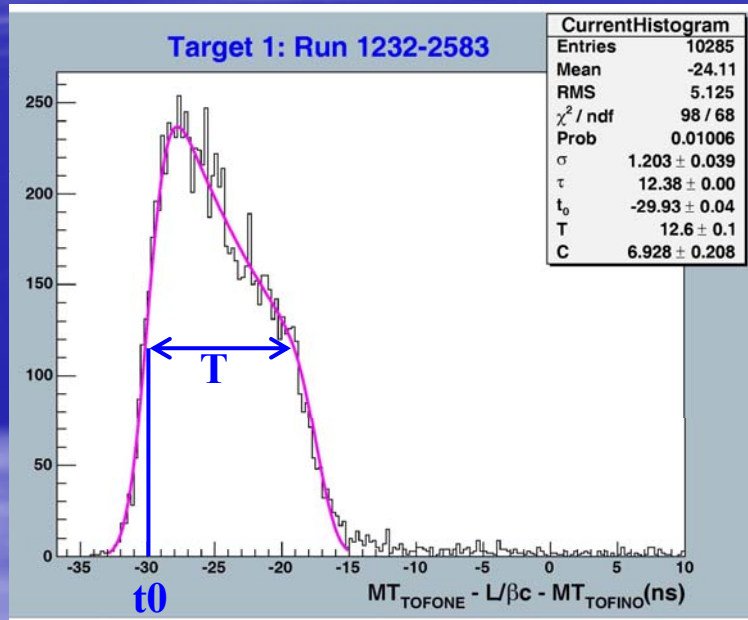 Target 1: Run 1232-2583
CurrentHistogram
Entries 10285
Mean -24.11
RMS 5.125
χ² / ndf 98 / 68
Prob 0.01006
σ 1.203 ± 0.039
τ 12.38 ± 0.00
t₀ -29.93 ± 0.04
T 12.6 ± 0.1
C 6.928 ± 0.208
250
200
150
100
50
0
T
-35 -30 -25 -20 -15 -10 -5 0 5 10
t0
MT_TOFONE - L/βc - MT_TOFINO(ns)